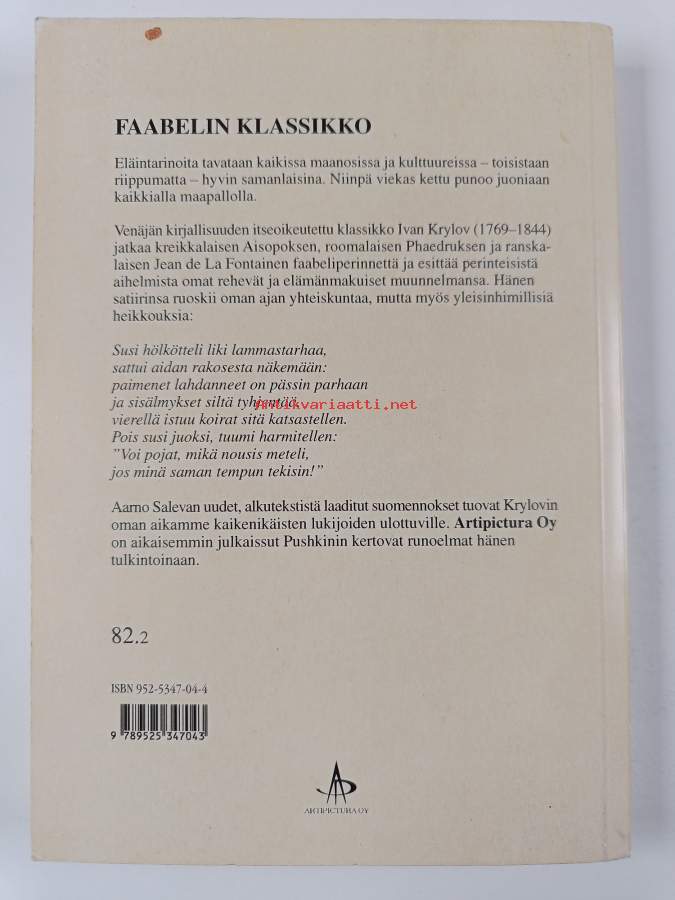 FAABELIN KLASSIKKO
Eläintarinoita tavataan kaikissa maanosissa ja kulttuureissa – toisistaan
riippumatta – hyvin samanlaisina. Niinpä viekas kettu punoo juoniaan
kaikkialla maapallolla.
Venäjän kirjallisuuden itseoikeutettu klassikko Ivan Krylov (1769–1844)
jatkaa kreikkalaisen Aisopoksen, roomalaisen Phaedruksen ja ranska-
laisen Jean de La Fontainen faabeliperinnettä ja esittää perinteisistä
aihelmista omat rehevät ja elämänmakuiset muunnelmansa. Hänen
satiirinsa ruoskii oman ajan yhteiskuntaa, mutta myös yleisinhimillisiä
heikkouksia:
Susi hölkötteli liki lammastarhaa,
sattui aidan rakosesta näkemään:
paimenet lahdanneet on pässin parhaan
ja sisälmykset siltä tyhjentää,
Antikvariaatti.net
vierellä istuu koirat sitä katsastellen.
Pois susi juoksi, tuumi harmitellen:
”Voi pojat, mikä nousis meteli,
jos minä saman tempun tekisin!”
Aarno Salevan uudet, alkutekstistä laaditut suomennokset tuovat Krylovin
oman aikamme kaikenikäisten lukijoiden ulottuville. Artipictura Oy
on aikaisemmin julkaissut Pushkinin kertovat runoelmat hänen
tulkintoinaan.
82.2
ISBN 952-5347-04-4
9 789525 347043
ARTIPICTURA OY